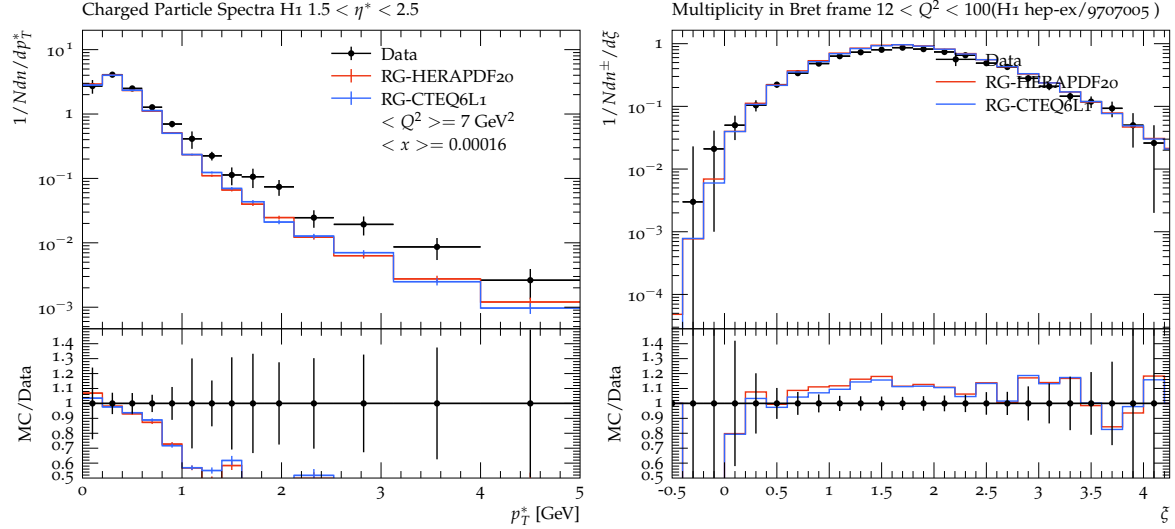 Charged Particle Spectra H1 1.5 < η* < 2.5
Data
RG-HERAPDF20
RG-CTEQ6L1
< Q² >= 7 GeV²
< x >= 0.00016
1/Ndn/dp*_T
10¹
1
10⁻¹
10⁻²
10⁻³
MC/Data
1.4
1.3
1.2
1.1
1
0.9
0.8
0.7
0.6
0.5
0 1 2 3 4 5
p*_T [GeV]
Multiplicity in Bret frame 12 < Q² < 100(H1 hep-ex/9707005 )
Data
RG-HERAPDF20
RG-CTEQ6L1
1/Ndn±/dξ
1
10⁻¹
10⁻²
10⁻³
10⁻⁴
MC/Data
1.4
1.3
1.2
1.1
1
0.9
0.8
0.7
0.6
0.5
-0.5 0 0.5 1 1.5 2 2.5 3 3.5 4
ξ